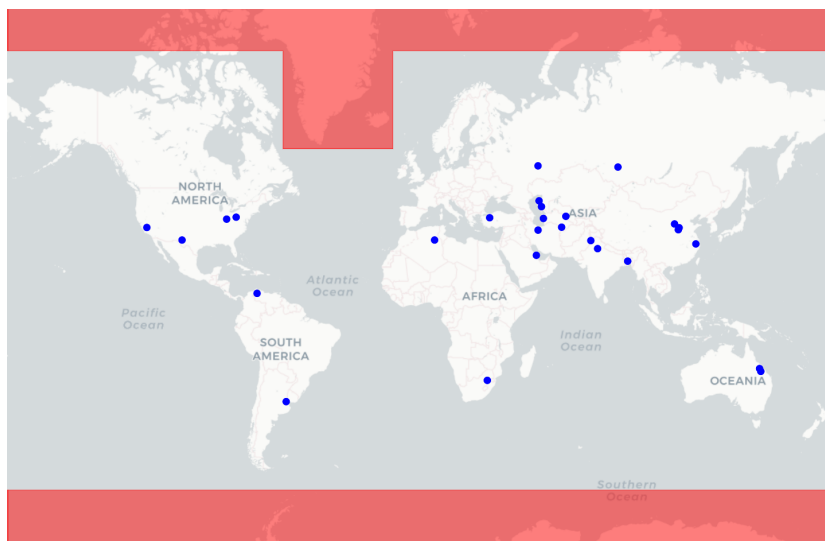 NORTH
AMERICA
ASIA
Atlantic
Ocean
AFRICA
Pacific
Ocean
Indian
Ocean
SOUTH
AMERICA
OCEANIA
Southern
Ocean